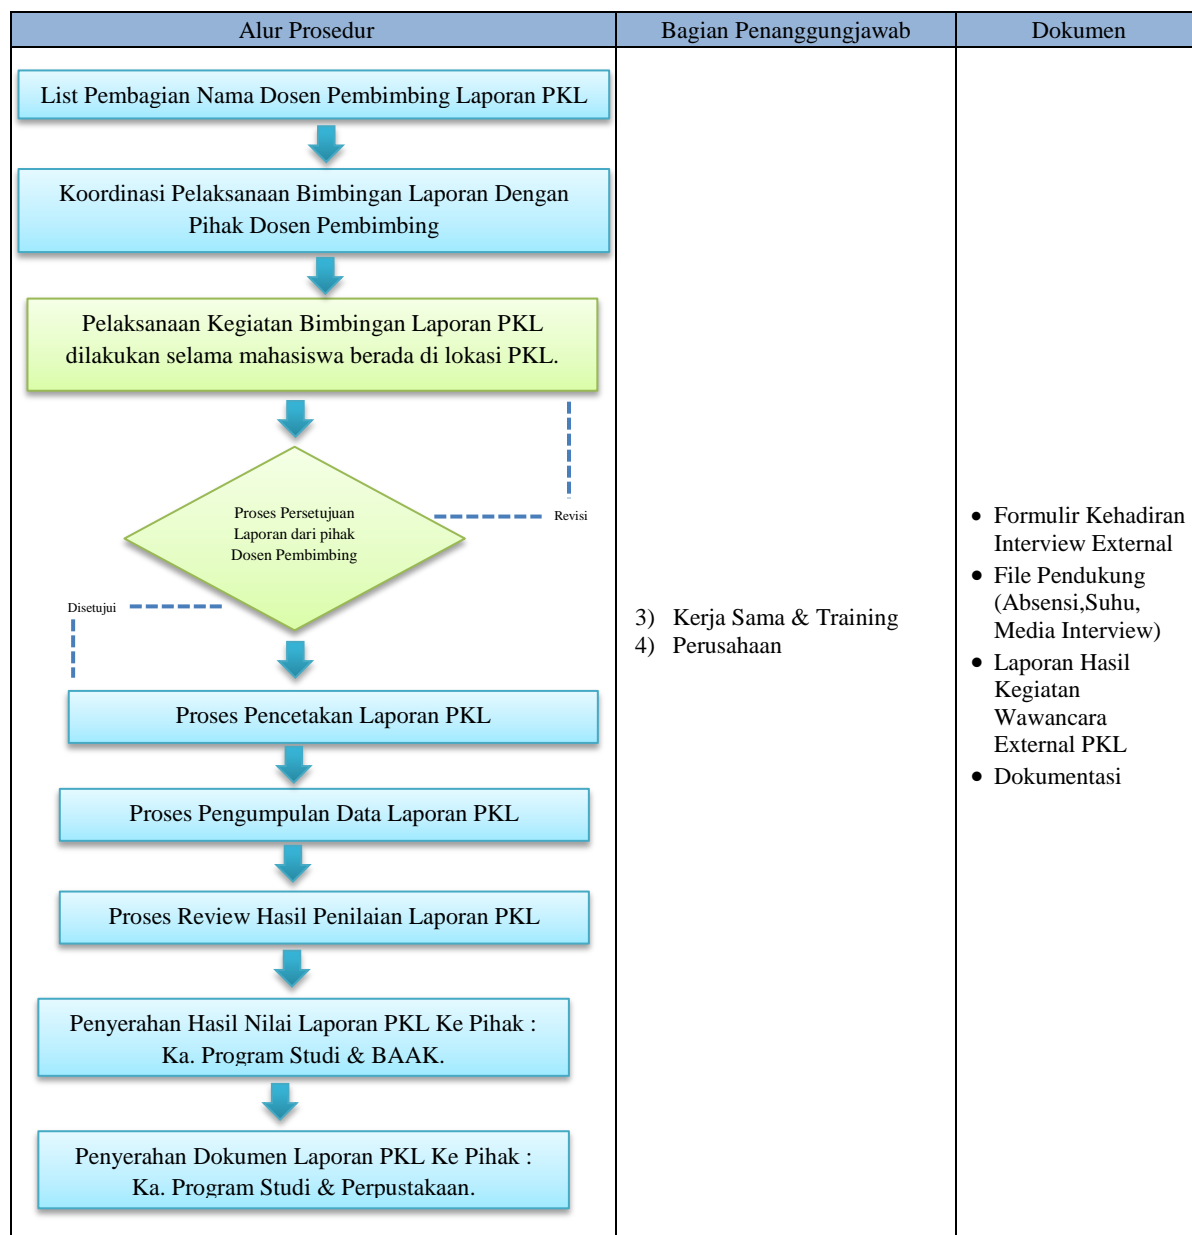 Alur Prosedur
Bagian Penanggungjawab
Dokumen
List Pembagian Nama Dosen Pembimbing Laporan PKL
Koordinasi Pelaksanaan Bimbingan Laporan Dengan
Pihak Dosen Pembimbing
Pelaksanaan Kegiatan Bimbingan Laporan PKL
dilakukan selama mahasiswa berada di lokasi PKL.
Proses Persetujuan
Laporan dari pihak
Dosen Pembimbing
Revisi
Disetujui
Proses Pencetakan Laporan PKL
Proses Pengumpulan Data Laporan PKL
Proses Review Hasil Penilaian Laporan PKL
Penyerahan Hasil Nilai Laporan PKL Ke Pihak :
Ka. Program Studi & BAAK.
Penyerahan Dokumen Laporan PKL Ke Pihak :
Ka. Program Studi & Perpustakaan.
3) Kerja Sama & Training
4) Perusahaan
• Formulir Kehadiran
Interview External
• File Pendukung
(Absensi,Suhu,
Media Interview)
• Laporan Hasil
Kegiatan
Wawancara
External PKL
• Dokumentasi